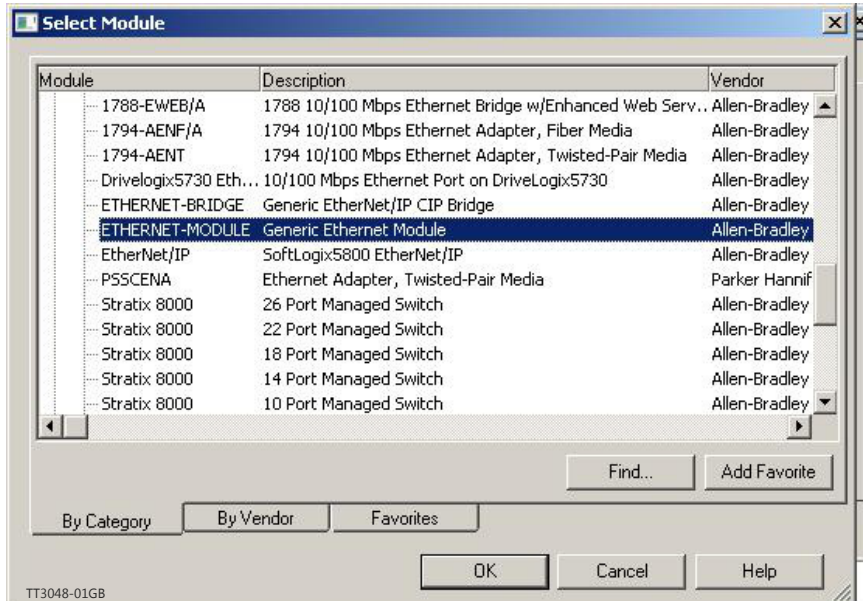 Select Module
Module Description Vendor
1788-EWEB/A 1788 10/100 Mbps Ethernet Bridge w/Enhanced Web Serv.. Allen-Bradley
1794-AENF/A 1794 10/100 Mbps Ethernet Adapter, Fiber Media Allen-Bradley
1794-AENT 1794 10/100 Mbps Ethernet Adapter, Twisted-Pair Media Allen-Bradley
Drivelogix5730 Eth... 10/100 Mbps Ethernet Port on DriveLogix5730 Allen-Bradley
ETHERNET-BRIDGE Generic EtherNet/IP CIP Bridge Allen-Bradley
ETHERNET-MODULE Generic Ethernet Module Allen-Bradley
EtherNet/IP SoftLogix5800 EtherNet/IP Allen-Bradley
PSSCENA Ethernet Adapter, Twisted-Pair Media Parker Hannif
Stratix 8000 26 Port Managed Switch Allen-Bradley
Stratix 8000 22 Port Managed Switch Allen-Bradley
Stratix 8000 18 Port Managed Switch Allen-Bradley
Stratix 8000 14 Port Managed Switch Allen-Bradley
Stratix 8000 10 Port Managed Switch Allen-Bradley
Find... Add Favorite
By Category By Vendor Favorites
OK Cancel Help
TT3048-01GB